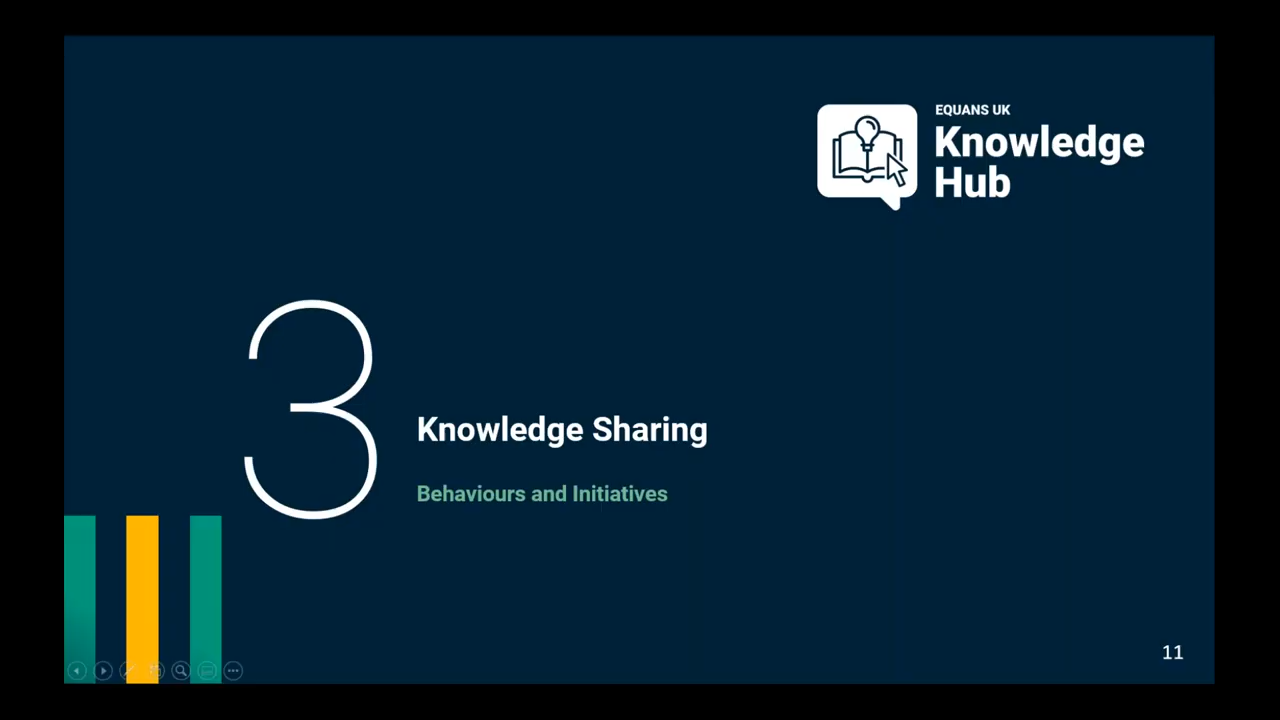 EQUANS UK
Knowledge
Hub
3
Knowledge Sharing
Behaviours and Initiatives
11